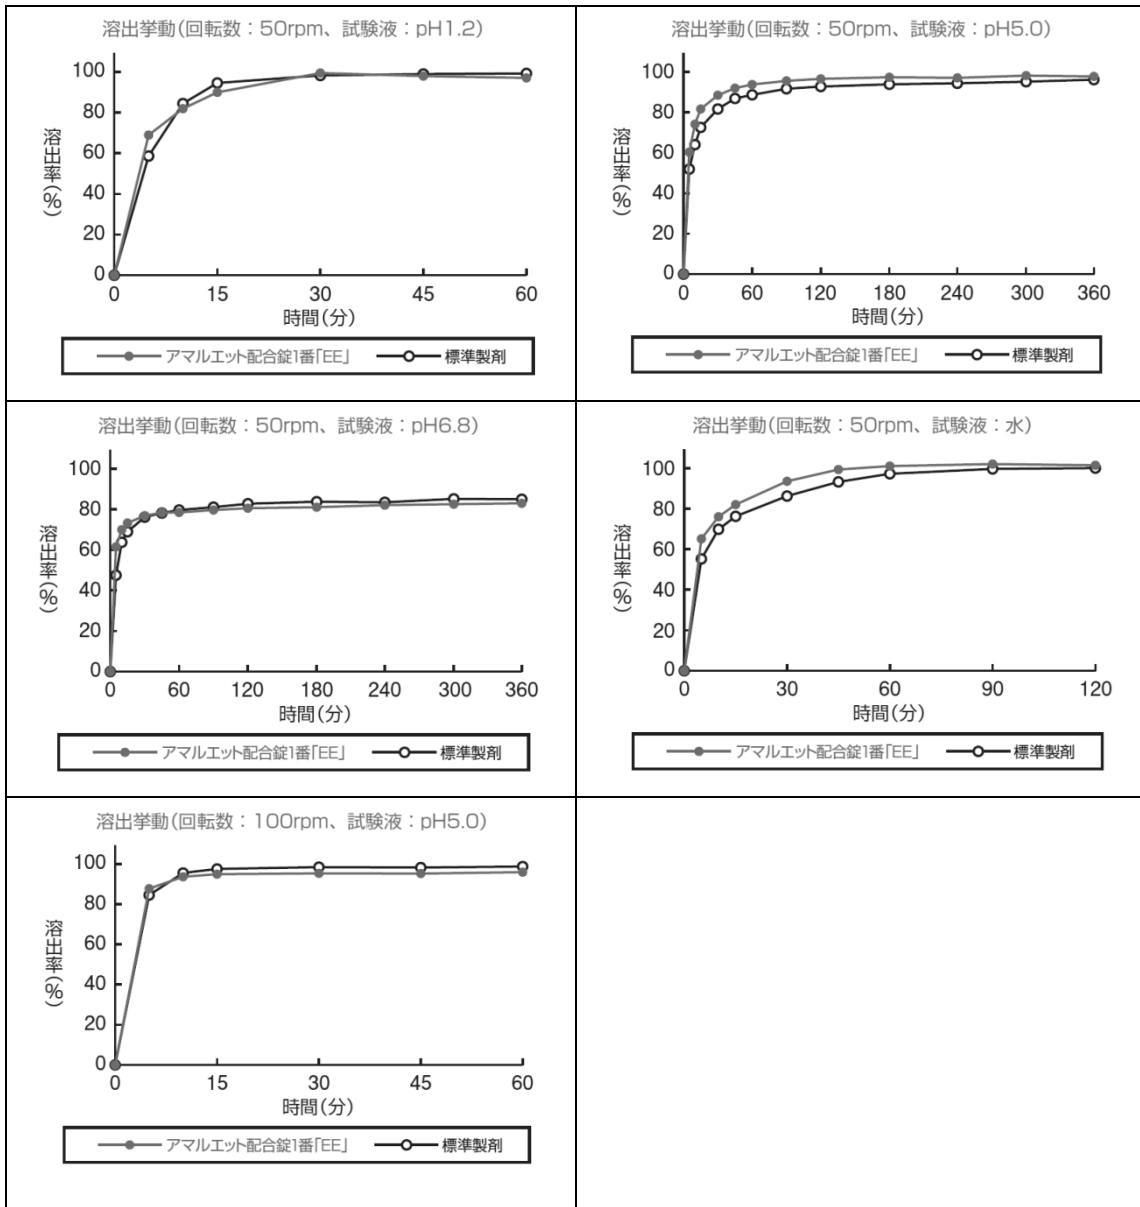 溶出挙動(回転数：50rpm、試験液：pH1.2)
溶出率(%)
100
80
60
40
20
0
0 15 30 45 60
時間(分)
アマルエット配合錠1番「EE」 標準製剤
溶出挙動(回転数：50rpm、試験液：pH5.0)
溶出率(%)
100
80
60
40
20
0
0 60 120 180 240 300 360
時間(分)
アマルエット配合錠1番「EE」 標準製剤
溶出挙動(回転数：50rpm、試験液：pH6.8)
溶出率(%)
100
80
60
40
20
0
0 60 120 180 240 300 360
時間(分)
アマルエット配合錠1番「EE」 標準製剤
溶出挙動(回転数：50rpm、試験液：水)
溶出率(%)
100
80
60
40
20
0
0 30 60 90 120
時間(分)
アマルエット配合錠1番「EE」 標準製剤
溶出挙動(回転数：100rpm、試験液：pH5.0)
溶出率(%)
100
80
60
40
20
0
0 15 30 45 60
時間(分)
アマルエット配合錠1番「EE」 標準製剤